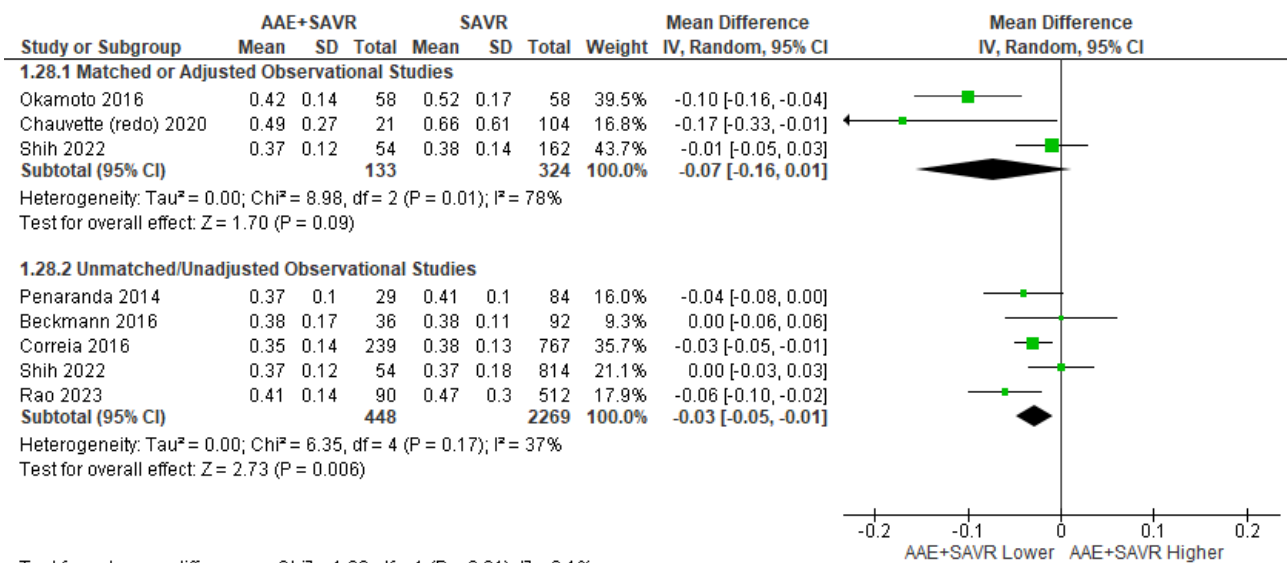 AAE+SAVR SAVR Mean Difference Mean Difference
Study or Subgroup Mean SD Total Mean SD Total Weight IV, Random, 95% CI IV, Random, 95% CI
1.28.1 Matched or Adjusted Observational Studies
Okamoto 2016 0.42 0.14 58 0.52 0.17 58 39.5% -0.10 [-0.16, -0.04]
Chauvette (redo) 2020 0.49 0.27 21 0.66 0.61 104 16.8% -0.17 [-0.33, -0.01]
Shih 2022 0.37 0.12 54 0.38 0.14 162 43.7% -0.01 [-0.05, 0.03]
Subtotal (95% CI) 133 324 100.0% -0.07 [-0.16, 0.01]
Heterogeneity: Tau² = 0.00; Chi² = 8.98, df = 2 (P = 0.01); I² = 78%
Test for overall effect: Z = 1.70 (P = 0.09)
1.28.2 Unmatched/Unadjusted Observational Studies
Penaranda 2014 0.37 0.1 29 0.41 0.1 84 16.0% -0.04 [-0.08, 0.00]
Beckmann 2016 0.38 0.17 36 0.38 0.11 92 9.3% 0.00 [-0.06, 0.06]
Correia 2016 0.35 0.14 239 0.38 0.13 767 35.7% -0.03 [-0.05, -0.01]
Shih 2022 0.37 0.12 54 0.37 0.18 814 21.1% 0.00 [-0.03, 0.03]
Rao 2023 0.41 0.14 90 0.47 0.3 512 17.9% -0.06 [-0.10, -0.02]
Subtotal (95% CI) 448 2269 100.0% -0.03 [-0.05, -0.01]
Heterogeneity: Tau² = 0.00; Chi² = 6.35, df = 4 (P = 0.17); I² = 37%
Test for overall effect: Z = 2.73 (P = 0.006)
-0.2 -0.1 0 0.1 0.2
AAE+SAVR Lower AAE+SAVR Higher